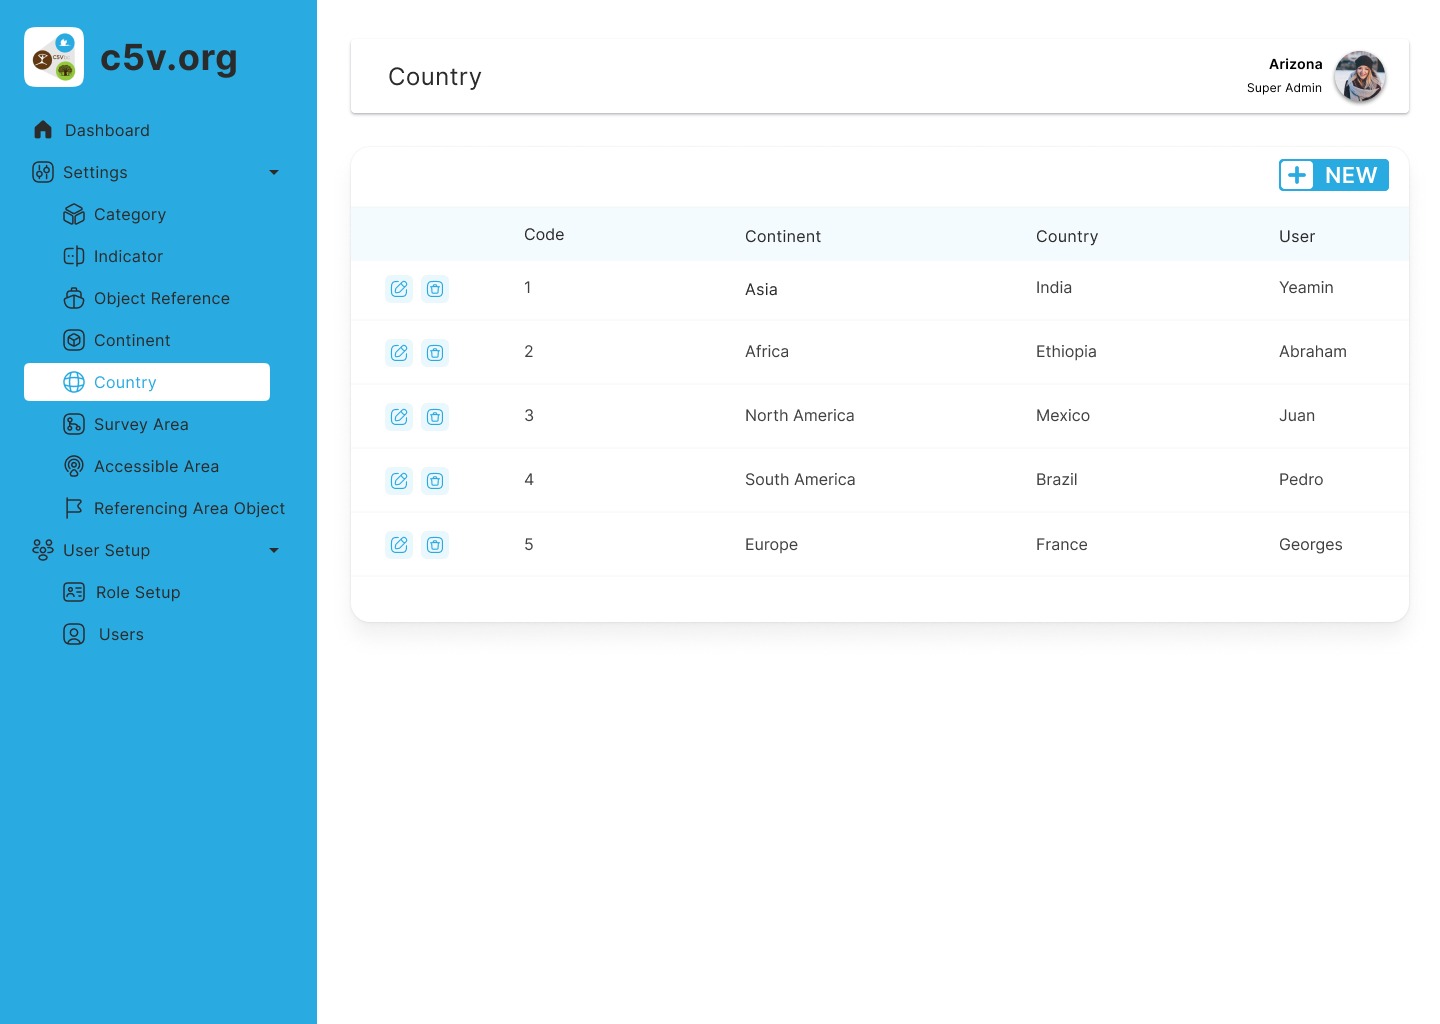 c5v.org
Dashboard
Settings
Category
Indicator
Object Reference
Continent
Country
Survey Area
Accessible Area
Referencing Area Object
User Setup
Role Setup
Users
Country
Arizona
Super Admin
NEW
Code Continent Country User
1 Asia India Yeamin
2 Africa Ethiopia Abraham
3 North America Mexico Juan
4 South America Brazil Pedro
5 Europe France Georges